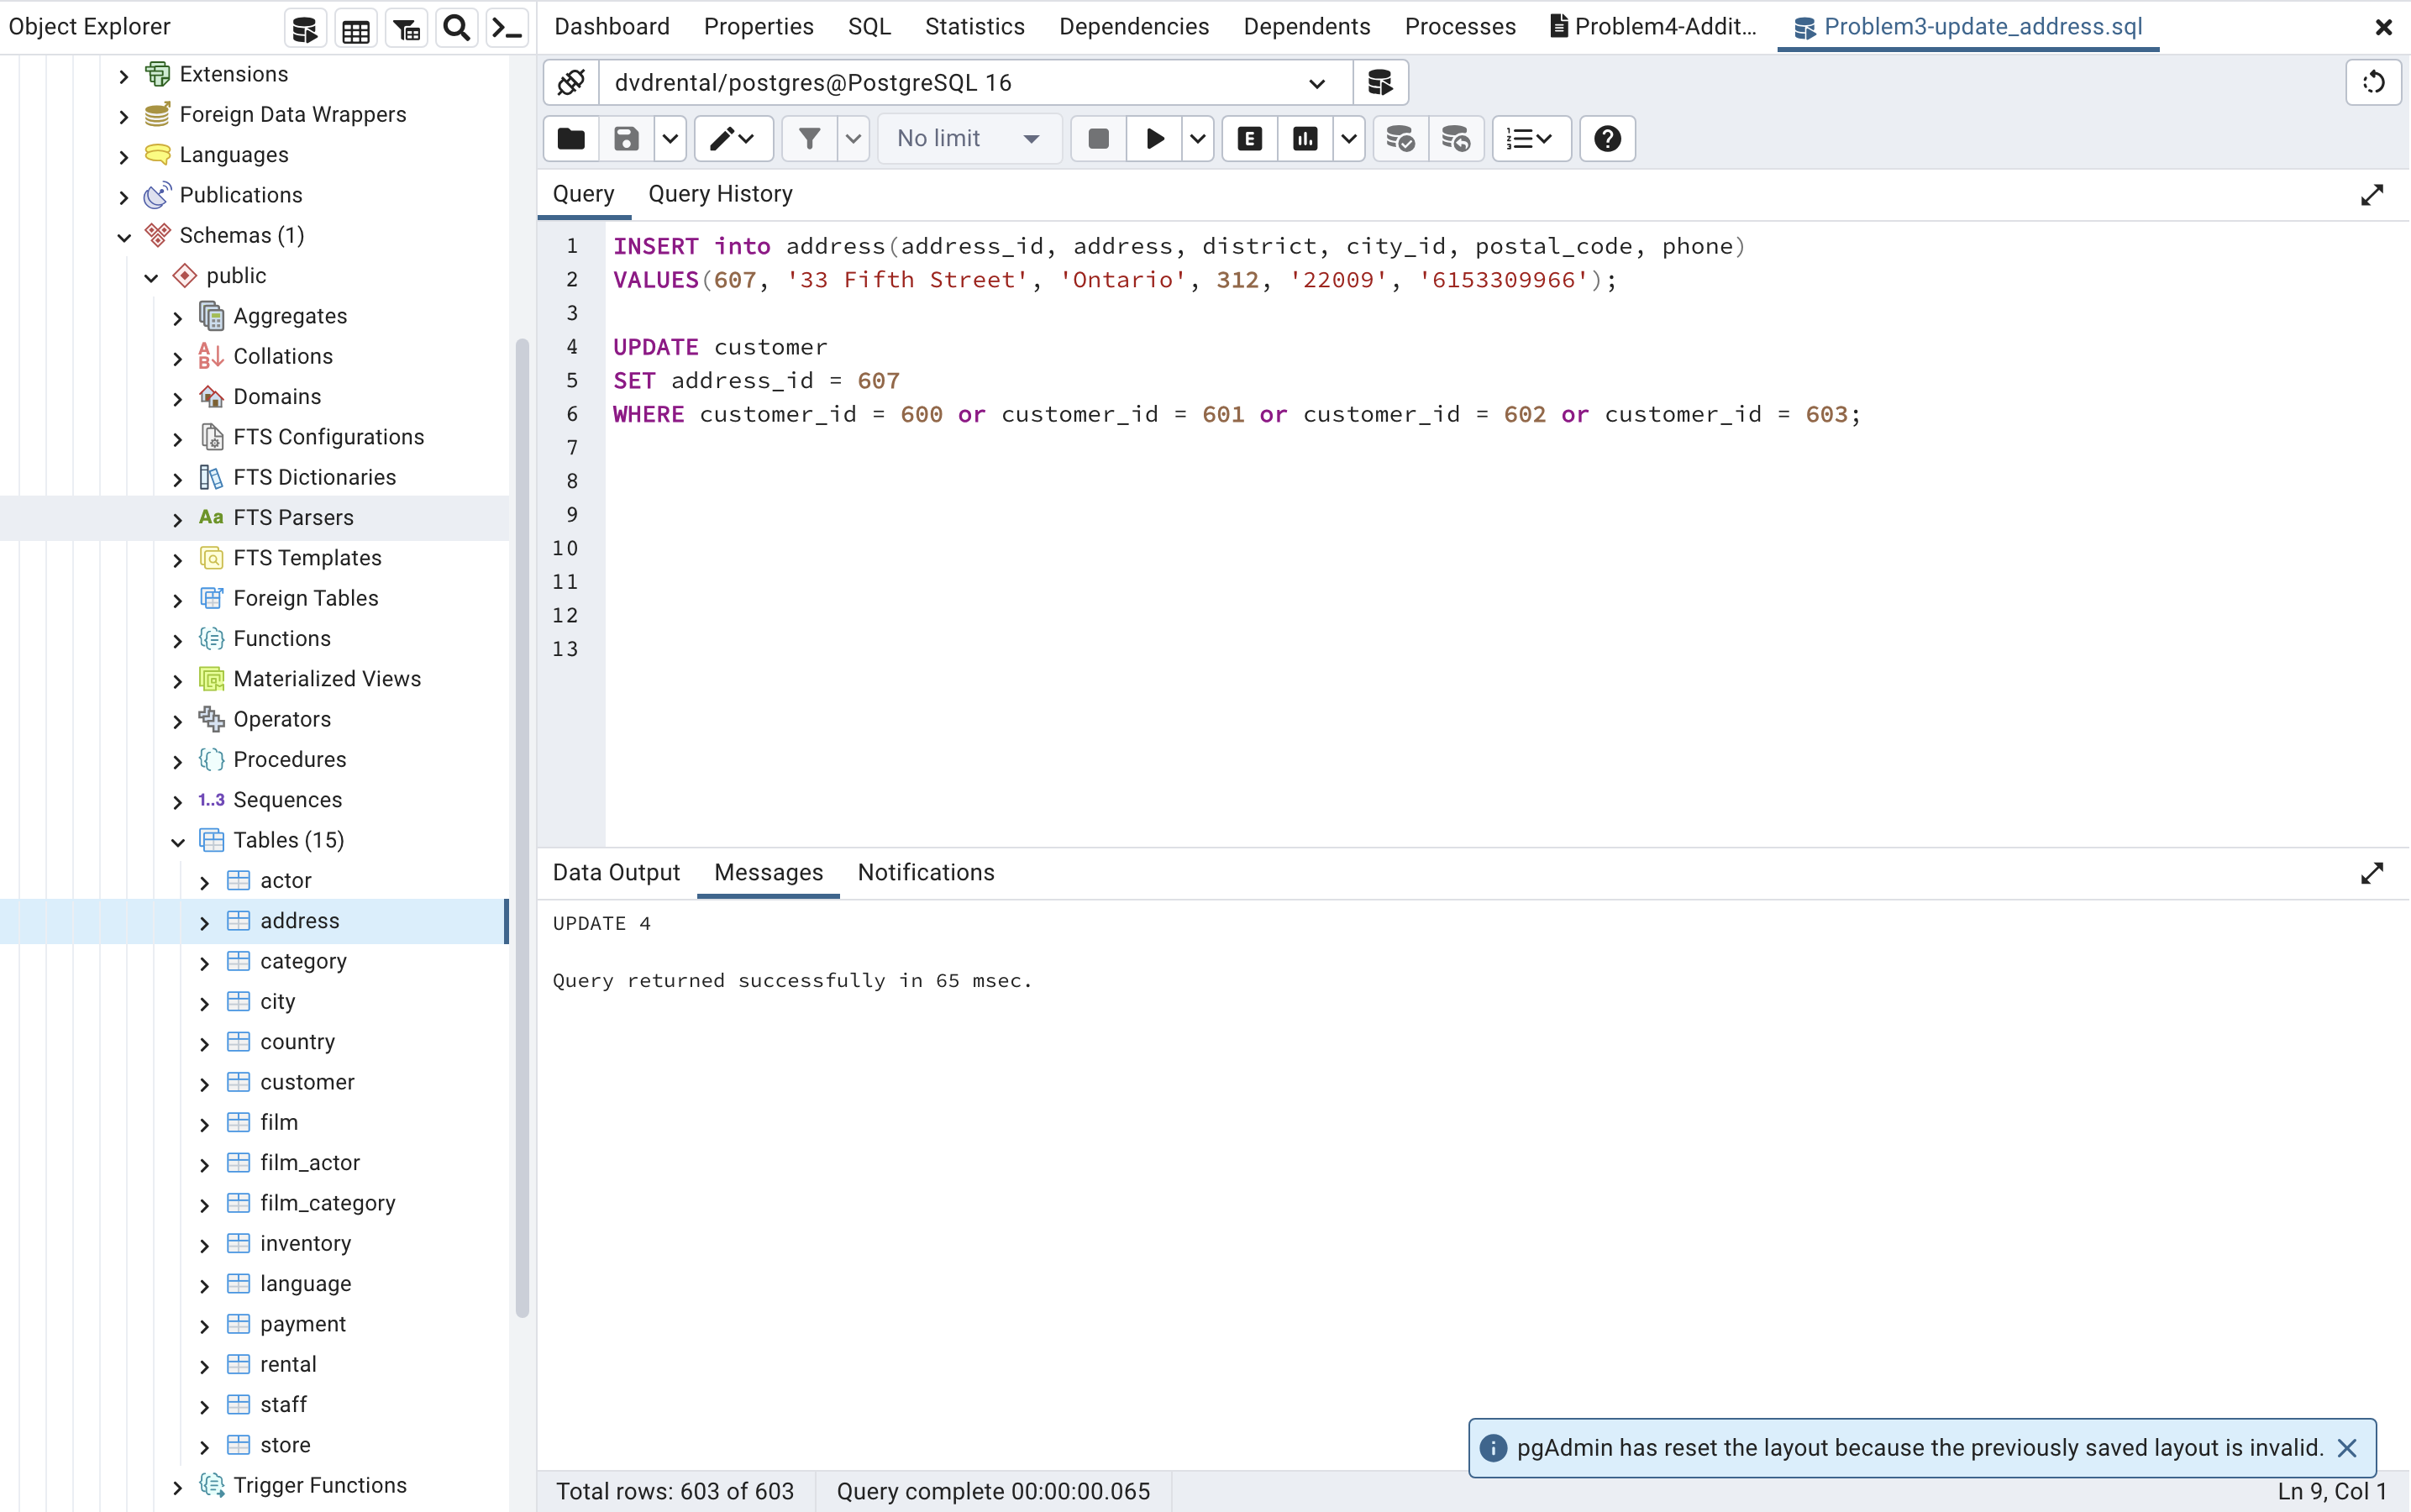 Object Explorer
Dashboard Properties SQL Statistics Dependencies Dependents Processes Problem4-Addit... Problem3-update_address.sql
Extensions
Foreign Data Wrappers
Languages
Publications
Schemas (1)
public
Aggregates
Collations
Domains
FTS Configurations
FTS Dictionaries
Aa FTS Parsers
FTS Templates
Foreign Tables
Functions
Materialized Views
Operators
Procedures
1..3 Sequences
Tables (15)
actor
address
category
city
country
customer
film
film_actor
film_category
inventory
language
payment
rental
staff
store
Trigger Functions
dvdrental/postgres@PostgreSQL 16
No limit
E
Query Query History
1 INSERT into address(address_id, address, district, city_id, postal_code, phone)
2 VALUES(607, '33 Fifth Street', 'Ontario', 312, '22009', '6153309966');
3
4 UPDATE customer
5 SET address_id = 607
6 WHERE customer_id = 600 or customer_id = 601 or customer_id = 602 or customer_id = 603;
7
8
9
10
11
12
13
Data Output Messages Notifications
UPDATE 4
Query returned successfully in 65 msec.
pgAdmin has reset the layout because the previously saved layout is invalid.
Total rows: 603 of 603 Query complete 00:00:00.065 Ln 9, Col 1